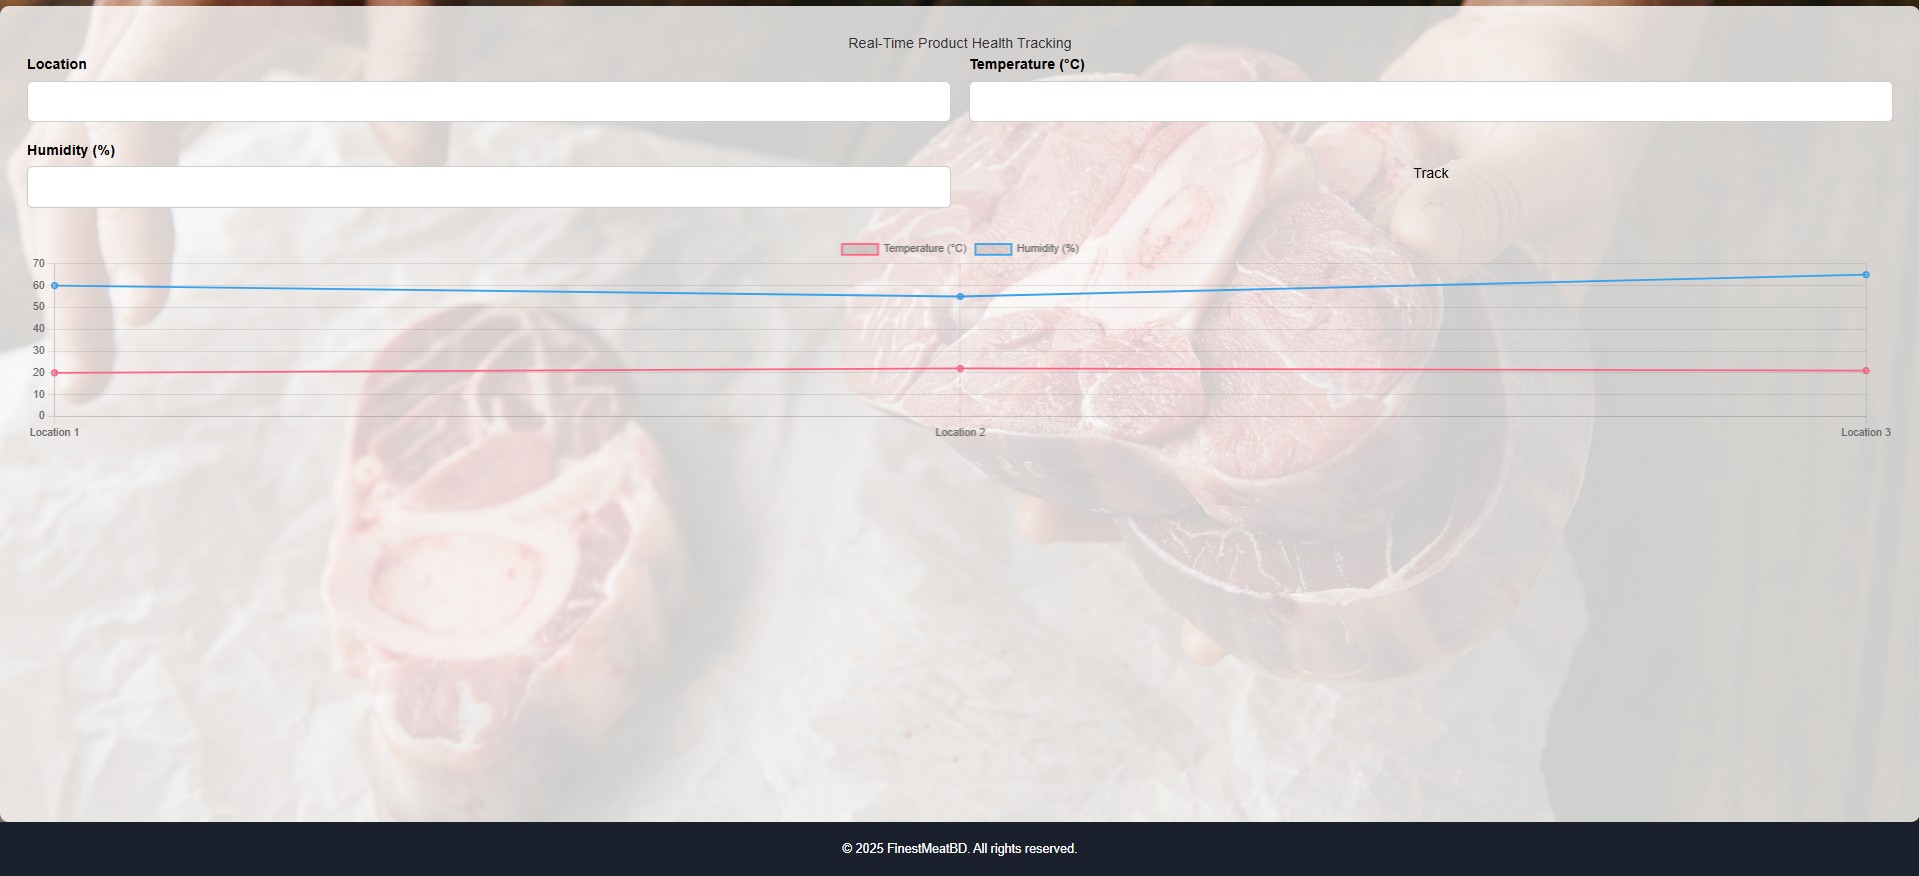 Real-Time Product Health Tracking
Location
Temperature (°C)
Humidity (%)
Track
Temperature (°C) Humidity (%)
70
60
50
40
30
20
10
0
Location 1 Location 2 Location 3
© 2025 FinestMeatBD. All rights reserved.